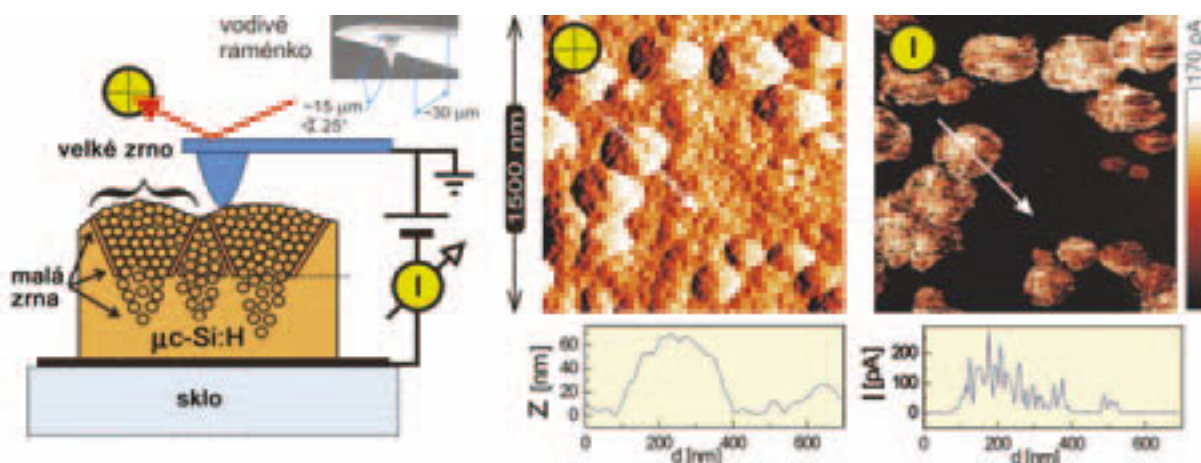 vodivé
raménko
~15 µm
∢ 25°
~30 µm
velké zrno
malá
zrna
I
µc-Si:H
sklo
1500 nm
I
170 pA
Z [nm]
60
20
0
0 200 400 600
d [nm]
I [pA]
200
100
0
0 200 400 600
d [nm]